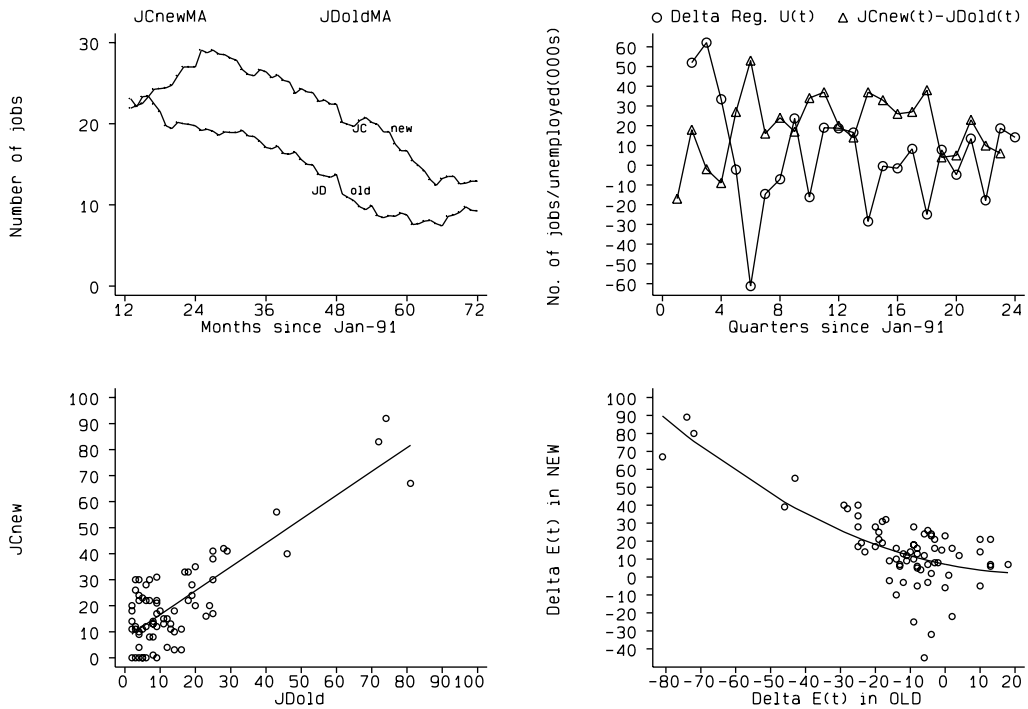 JCnewMA JDoldMA
Number of jobs
30
20
10
0
JC new
JD old
12 24 36 48 60 72
Months since Jan-91
Delta Reg. U(t) JCnew(t)-JDold(t)
No. of jobs/unemployed(000s)
60
50
40
30
20
10
0
-10
-20
-30
-40
-50
-60
0 4 8 12 16 20 24
Quarters since Jan-91
JCnew
100
90
80
70
60
50
40
30
20
10
0
0 10 20 30 40 50 60 70 80 90 100
JDold
Delta E(t) in NEW
100
90
80
70
60
50
40
30
20
10
0
-10
-20
-30
-40
-80 -70 -60 -50 -40 -30 -20 -10 0 10 20
Delta E(t) in OLD